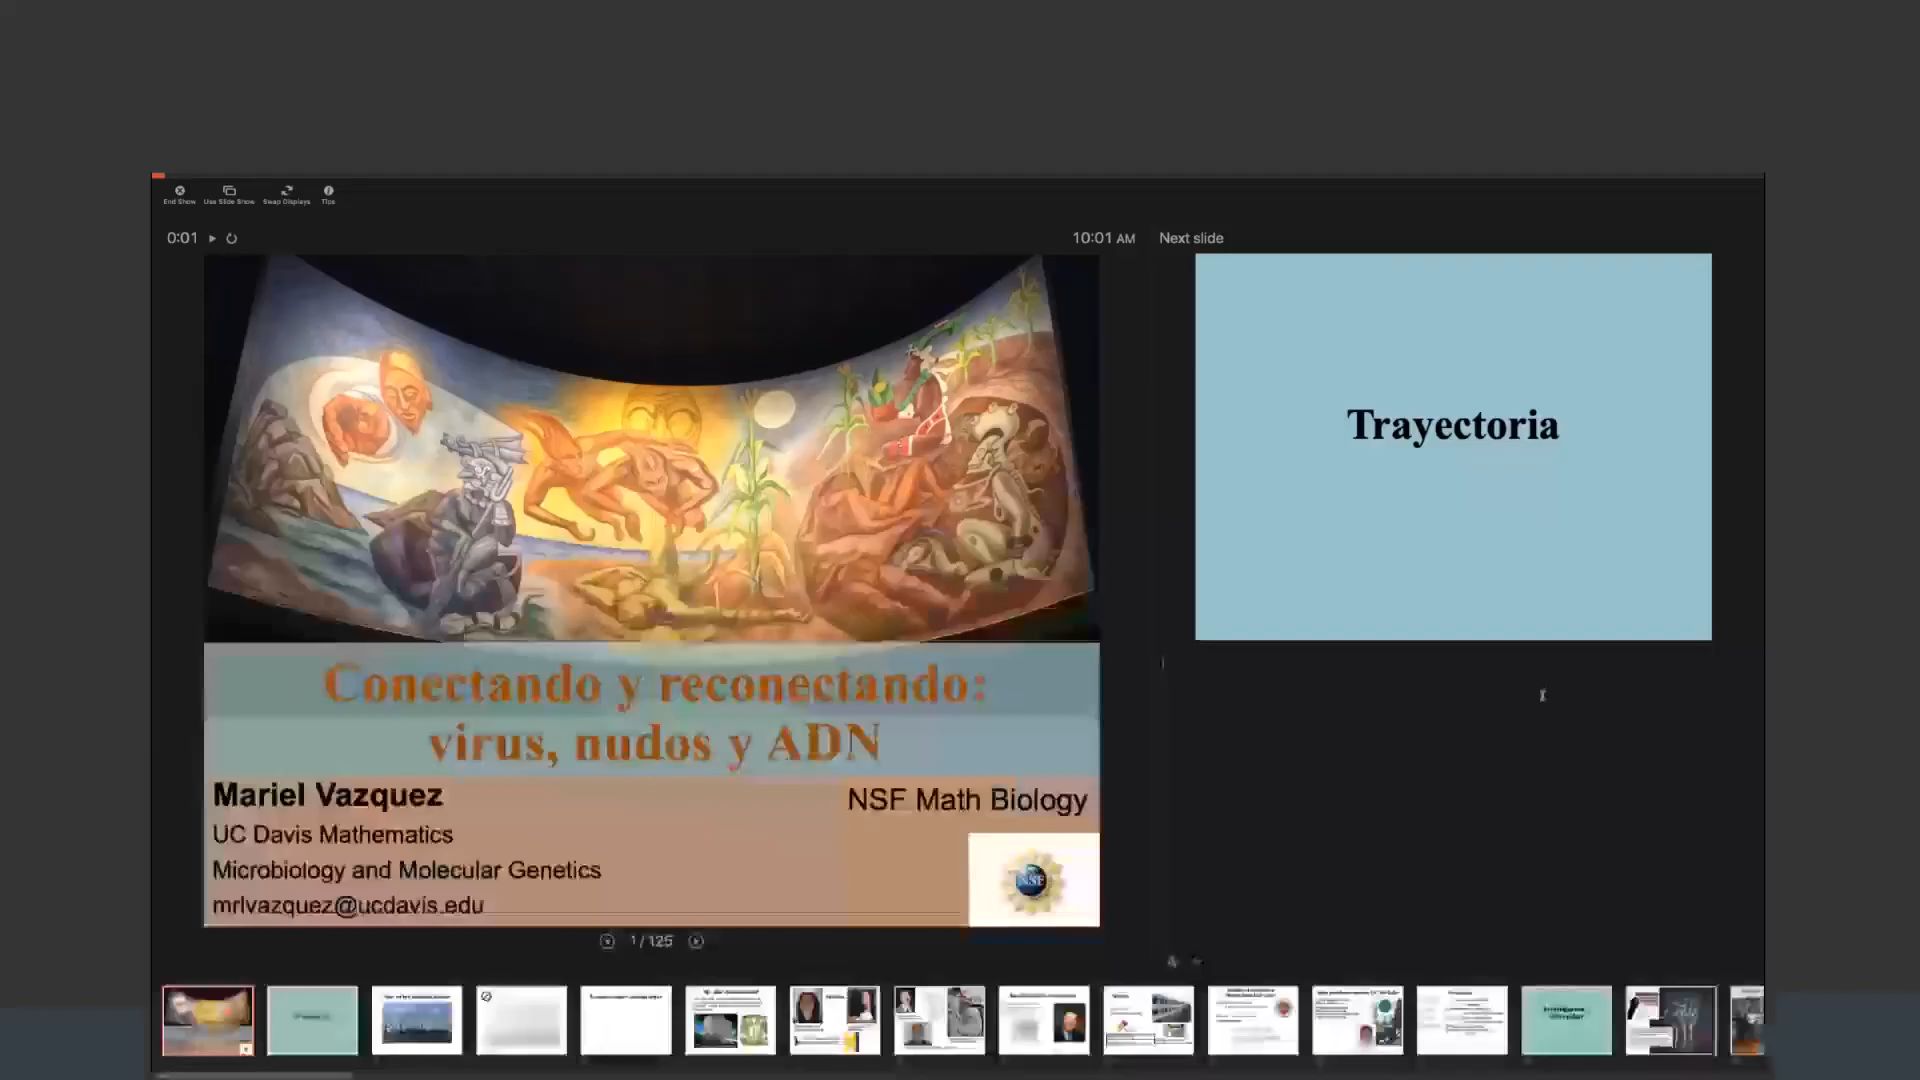 End Show Use Slide Show Swap Displays Tips
0:01
10:01 AM
Next slide
Trayectoria
Conectando y reconectando:
virus, nudos y ADN
Mariel Vazquez
NSF Math Biology
UC Davis Mathematics
Microbiology and Molecular Genetics
mrlvazquez@ucdavis.edu
NSF
1 / 125